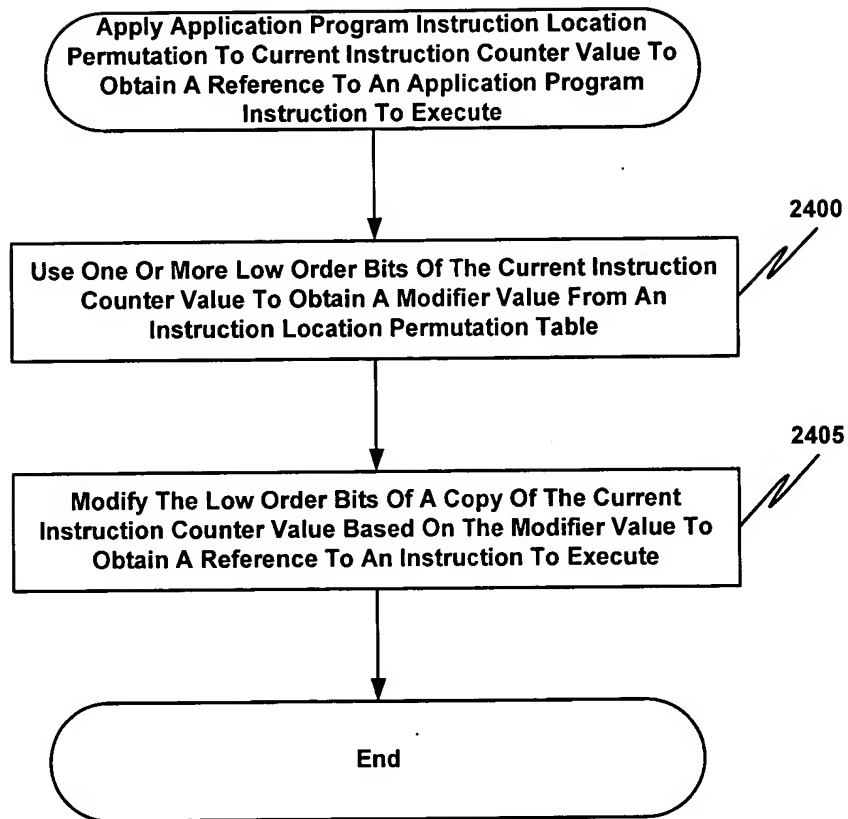 Apply Application Program Instruction Location
Permutation To Current Instruction Counter Value To
Obtain A Reference To An Application Program
Instruction To Execute
2400
Use One Or More Low Order Bits Of The Current Instruction
Counter Value To Obtain A Modifier Value From An
Instruction Location Permutation Table
2405
Modify The Low Order Bits Of A Copy Of The Current
Instruction Counter Value Based On The Modifier Value To
Obtain A Reference To An Instruction To Execute
End